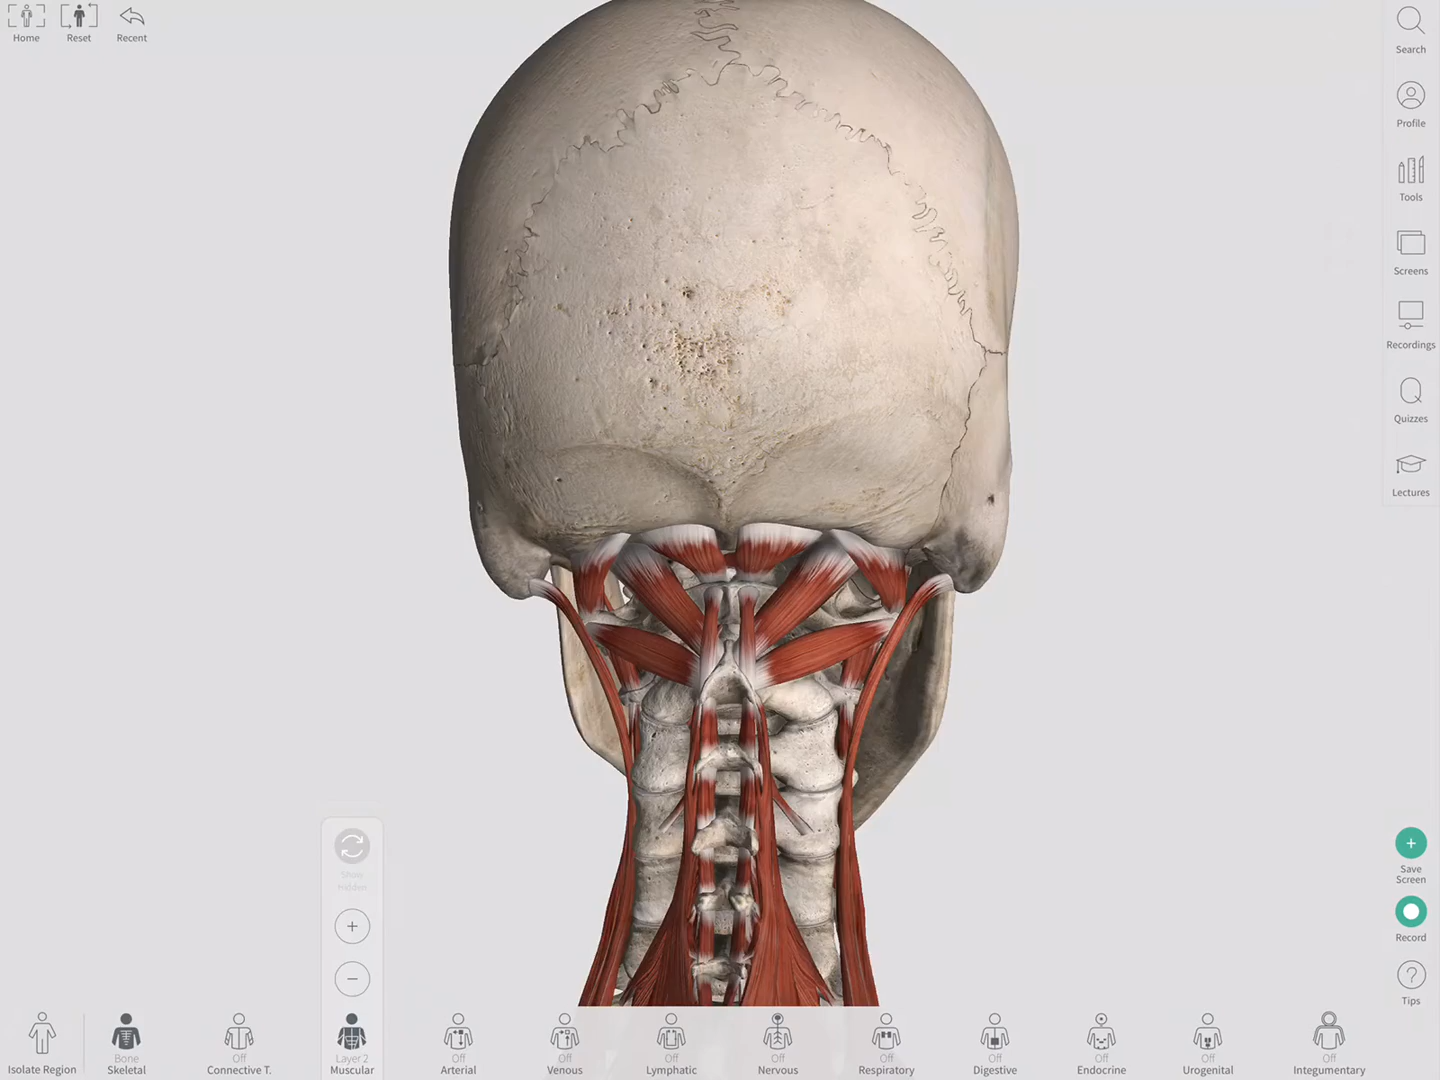 Home
Reset
Recent
Search
Profile
Tools
Screens
Recordings
Quizzes
Lectures
Show
Hidden
Save
Screen
Record
Tips
Isolate Region
Bone
Skeletal
Off
Connective T.
Layer 2
Muscular
Off
Arterial
Off
Venous
Off
Lymphatic
Off
Nervous
Off
Respiratory
Off
Digestive
Off
Endocrine
Off
Urogenital
Off
Integumentary